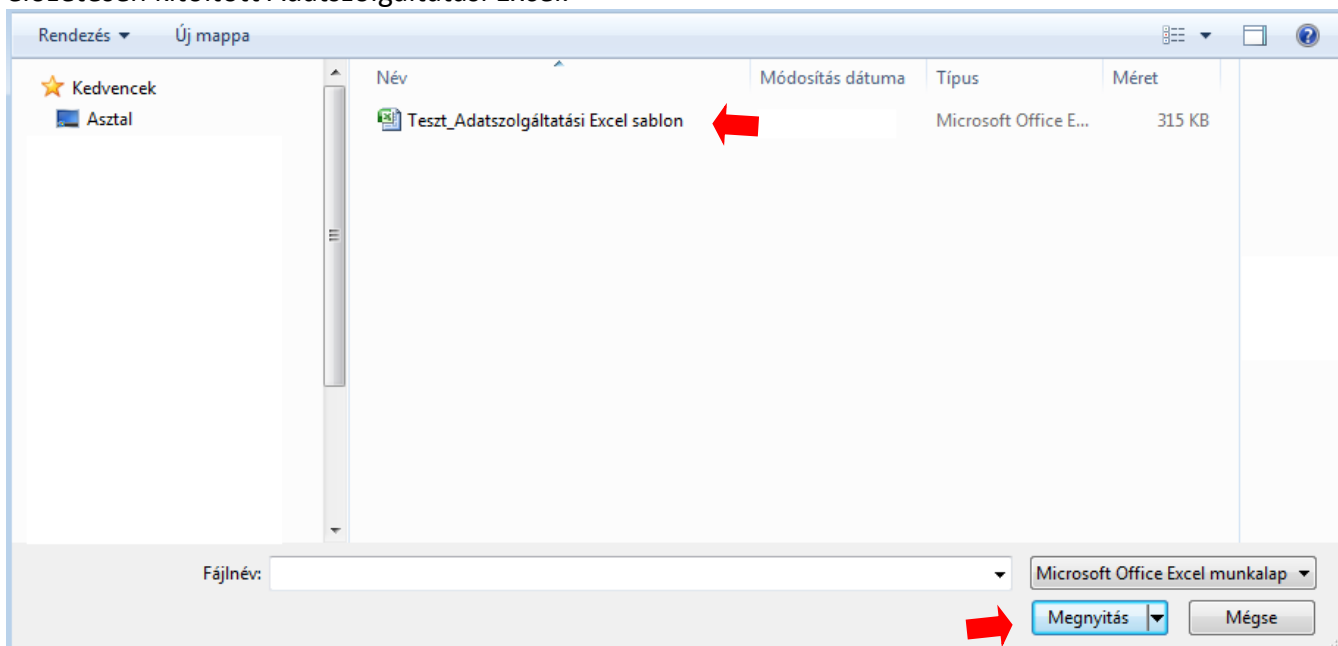 Rendezés Új mappa
Kedvencek
Asztal
Név Módosítás dátuma Típus Méret
Teszt_Adatszolgáltatási Excel sablon Microsoft Office E... 315 KB
Fájlnév: Microsoft Office Excel munkalap
Megnyitás Mégse